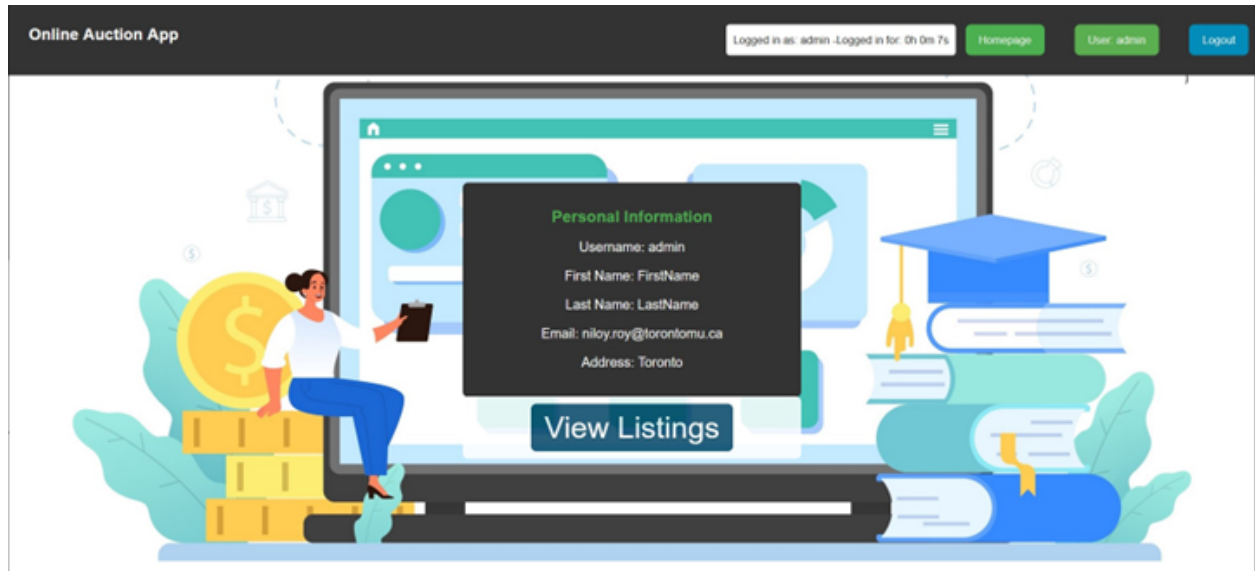 Online Auction App
Logged in as: admin -Logged in for: 0h 0m 7s
Homepage
User: admin
Logout
Personal Information
Username: admin
First Name: FirstName
Last Name: LastName
Email: niloy.roy@torontomu.ca
Address: Toronto
View Listings
$
$
$
$